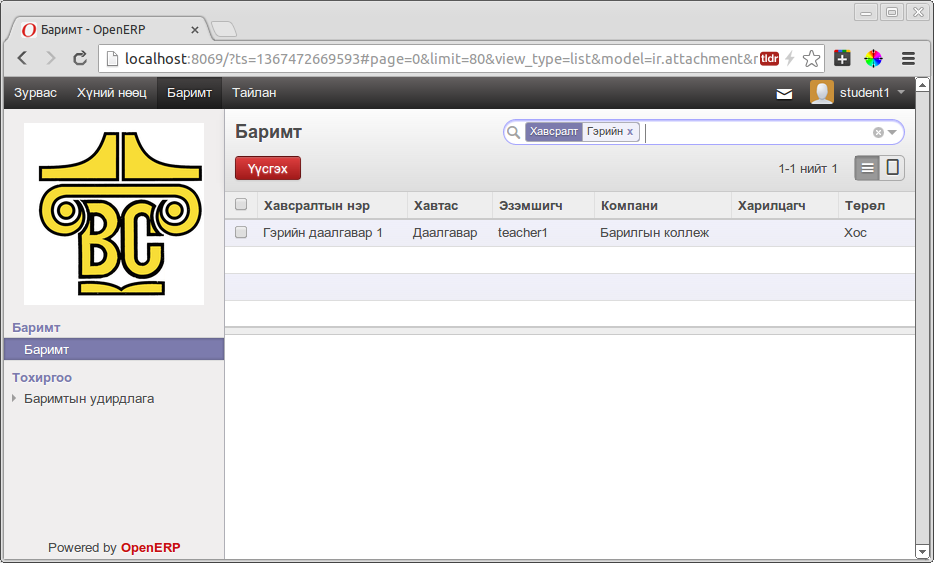 Баримт - OpenERP
localhost:8069/?ts=1367472669593#page=0&limit=80&view_type=list&model=ir.attachment&r
tldr
Зурвас Хүний нөөц Баримт Тайлан student1
BC
Баримт
Хавсралт Гэрийн x
Үүсгэх
1-1 нийт 1
Хавсралтын нэр Хавтас Эзэмшигч Компани Харилцагч Төрөл
Гэрийн даалгавар 1 Даалгавар teacher1 Барилгын коллеж Хос
Баримт
Баримт
Тохиргоо
Баримтын удирдлага
Powered by OpenERP